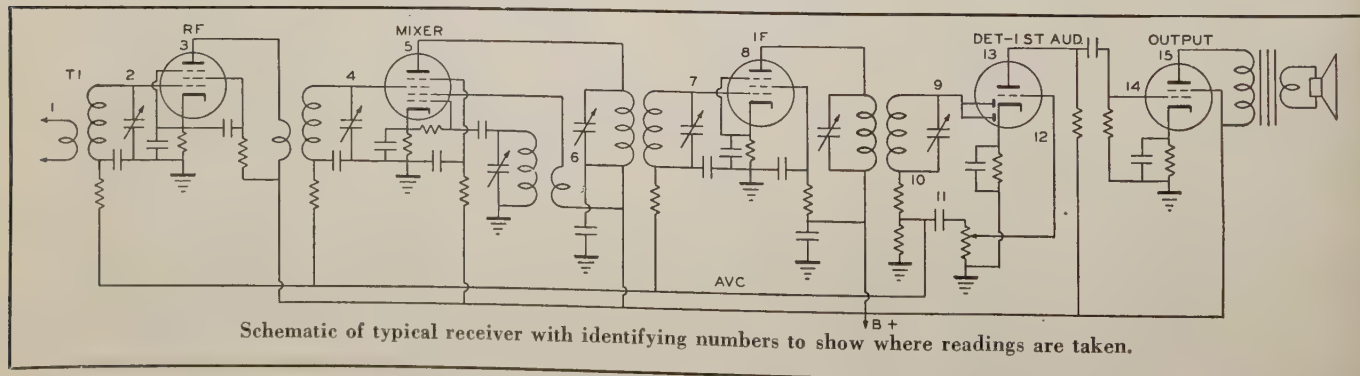 RF
3
MIXER
5
IF
8
DET-1ST AUD.
13
OUTPUT
15
T1
1
2
4
6
7
9
10
11
12
14
AVC
B+
Schematic of typical receiver with identifying numbers to show where readings are taken.